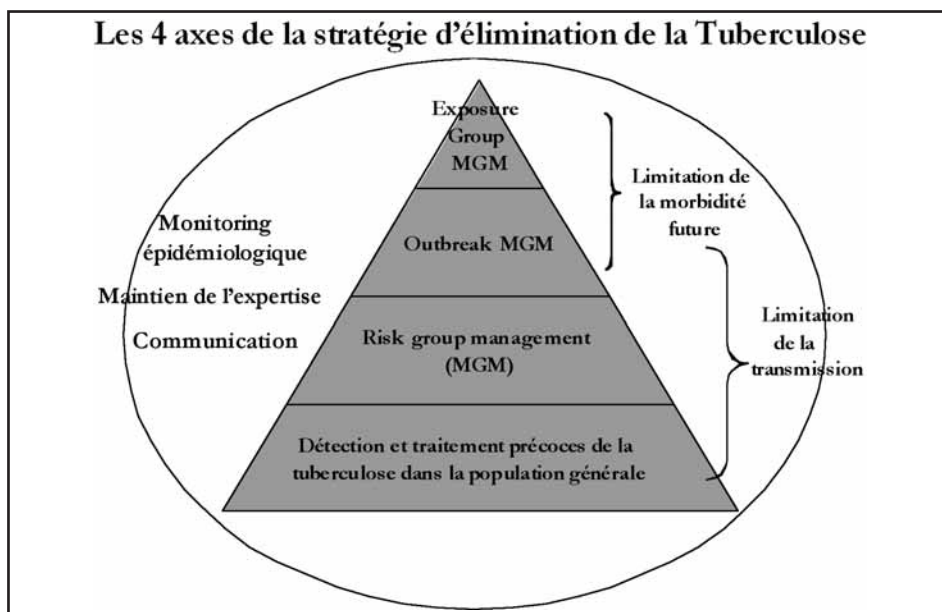 Les 4 axes de la stratégie d'élimination de la Tuberculose
Exposure
Group
MGM
Limitation de
la morbidité
future
Monitoring
épidémiologique
Outbreak MGM
Maintien de l'expertise
Communication
Risk group management
(MGM)
Limitation
de la
transmission
Détection et traitement précoces de la
tuberculose dans la population générale